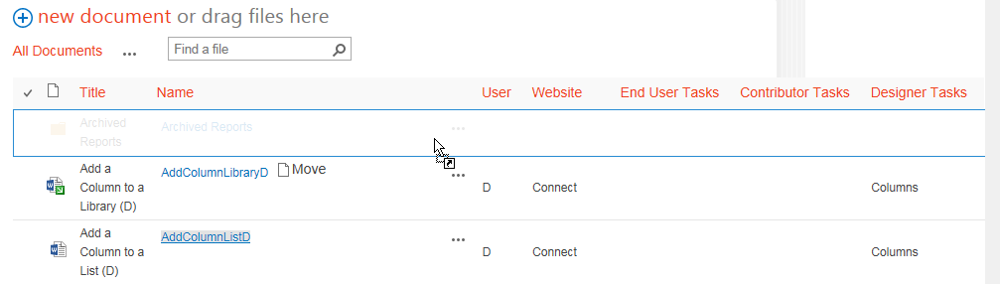 new document or drag files here
All Documents ... Find a file
Title Name User Website End User Tasks Contributor Tasks Designer Tasks
Archived
Reports
Archived Reports ...
Add a
Column to a
Library (D)
AddColumnLibraryD Move ... D Connect Columns
Add a
Column to a
List (D)
AddColumnListD ... D Connect Columns